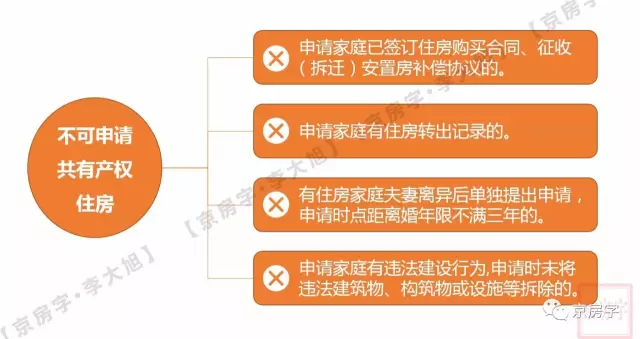 不可申请
共有产权
住房
申请家庭已签订住房购买合同、征收
（拆迁）安置房补偿协议的。
申请家庭有住房转出记录的。
有住房家庭夫妻离异后单独提出申请，
申请时点距离婚年限不满三年的。
申请家庭有违法建设行为,申请时未将
违法建筑物、构筑物或设施等拆除的。
【京房字·李大旭】
【京房字·李大旭】
【京房字·李大旭】
京房字